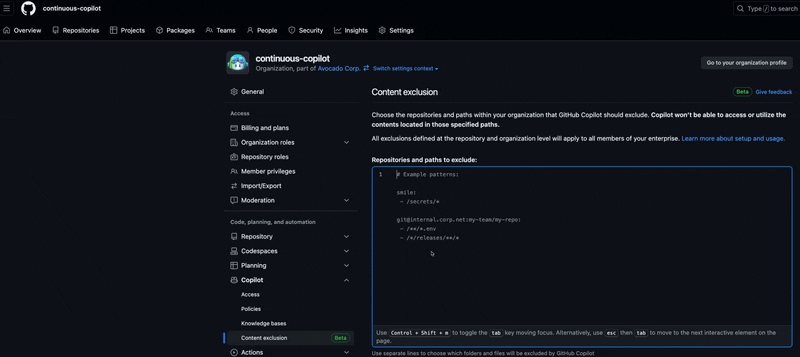 continuous-copilot
Type / to search
Overview Repositories Projects Packages Teams People Security Insights Settings
continuous-copilot
Organization, part of Avocado Corp. Switch settings context
Go to your organization profile
General
Access
Billing and plans
Organization roles
Repository roles
Member privileges
Import/Export
Moderation
Code, planning, and automation
Repository
Codespaces
Planning
Copilot
Access
Policies
Knowledge bases
Content exclusion Beta
Actions
Content exclusion Beta Give feedback
Choose the repositories and paths within your organization that GitHub Copilot should exclude. Copilot won't be able to access or utilize the
contents located in those specified paths.
All exclusions defined at the repository and organization level will apply to all members of your enterprise. Learn more about setup and usage.
Repositories and paths to exclude:
1 # Example patterns:
smile:
- /secrets/*
git@internal.corp.net:my-team/my-repo:
- /**/*.env
- /*/releases/**/*
Use Control + Shift + m to toggle the tab key moving focus. Alternatively, use esc then tab to move to the next interactive element on the
page.
Use separate lines to choose which folders and files will be excluded by GitHub Copilot